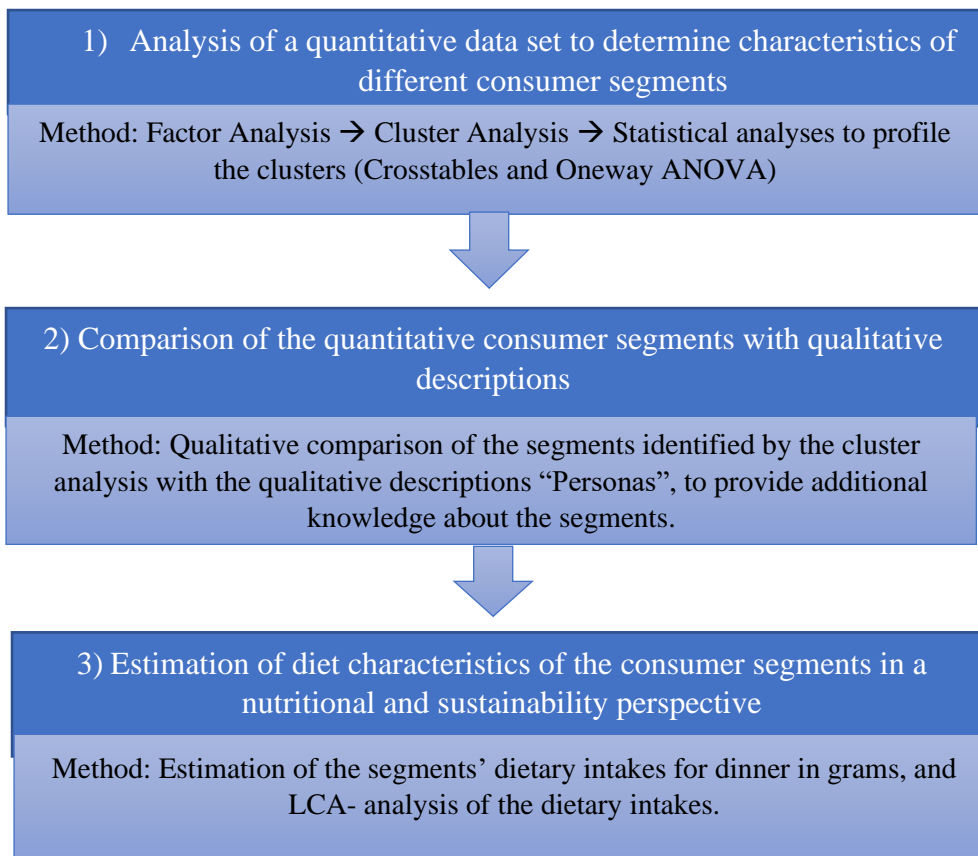 1) Analysis of a quantitative data set to determine characteristics of
different consumer segments
Method: Factor Analysis → Cluster Analysis → Statistical analyses to profile
the clusters (Crosstables and Oneway ANOVA)
2) Comparison of the quantitative consumer segments with qualitative
descriptions
Method: Qualitative comparison of the segments identified by the cluster
analysis with the qualitative descriptions “Personas”, to provide additional
knowledge about the segments.
3) Estimation of diet characteristics of the consumer segments in a
nutritional and sustainability perspective
Method: Estimation of the segments’ dietary intakes for dinner in grams, and
LCA- analysis of the dietary intakes.